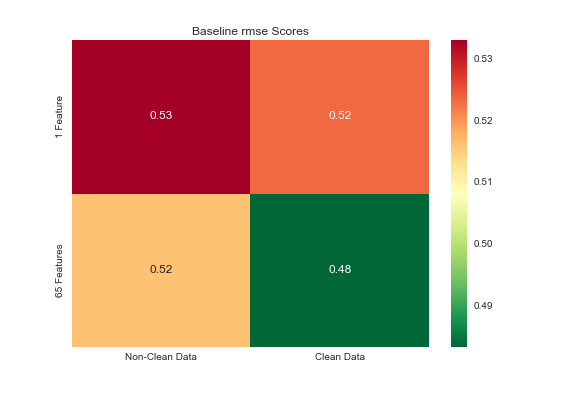 Baseline rmse Scores
1 Feature
0.53
0.52
65 Features
0.52
0.48
Non-Clean Data
Clean Data
0.53
0.52
0.51
0.50
0.49